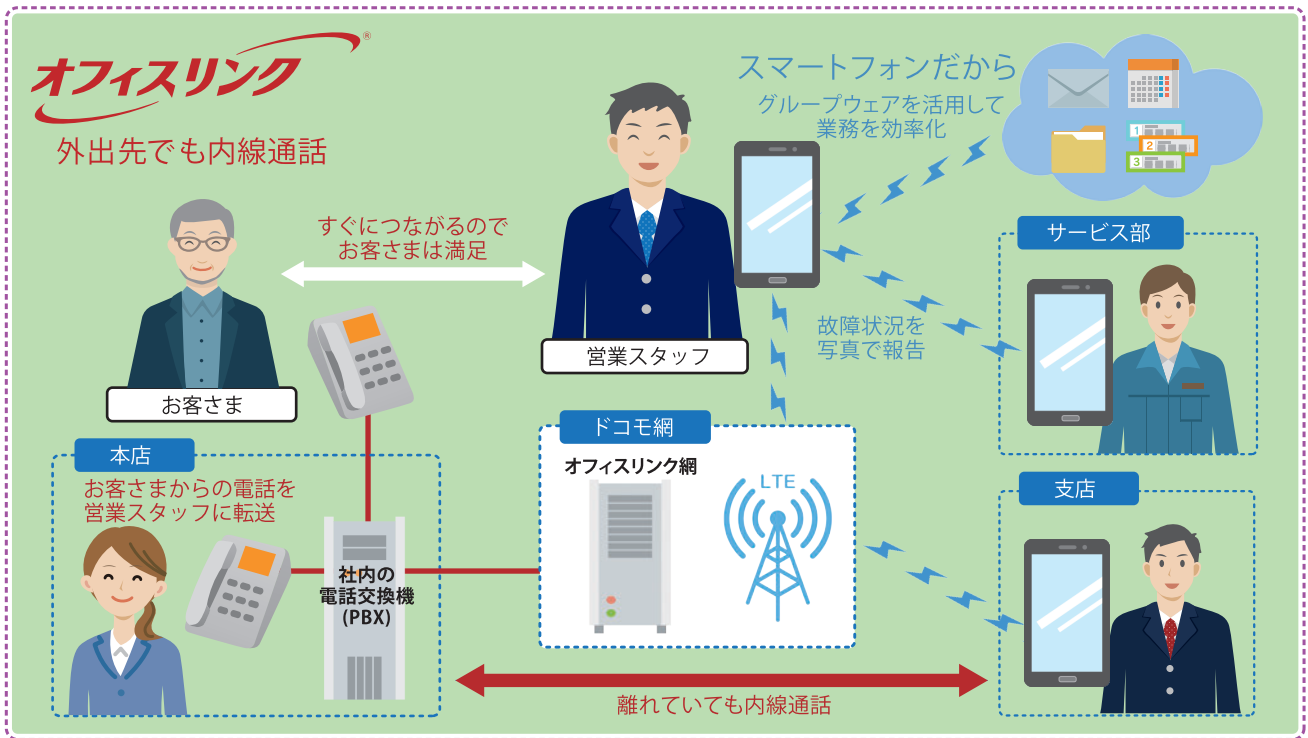 オフィスリンク®
外出先でも内線通話
スマートフォンだから
グループウェアを活用して
業務を効率化
1
2
3
すぐにつながるので
お客さまは満足
お客さま
営業スタッフ
故障状況を
写真で報告
サービス部
本店
お客さまからの電話を
営業スタッフに転送
社内の
電話交換機
(PBX)
ドコモ網
オフィスリンク網
LTE
支店
離れていても内線通話